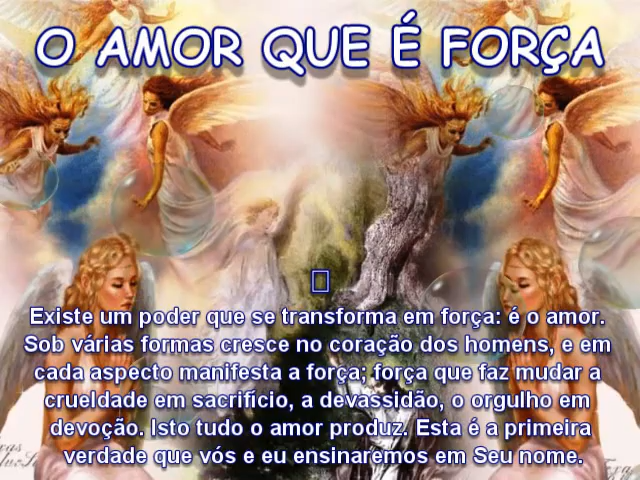 O AMOR QUE É FORÇA
Existe um poder que se transforma em força: é o amor.
Sob várias formas cresce no coração dos homens, e em
cada aspecto manifesta a força; força que faz mudar a
crueldade em sacrifício, a devassidão, o orgulho em
devoção. Isto tudo o amor produz. Esta é a primeira
verdade que vós e eu ensinaremos em Seu nome.